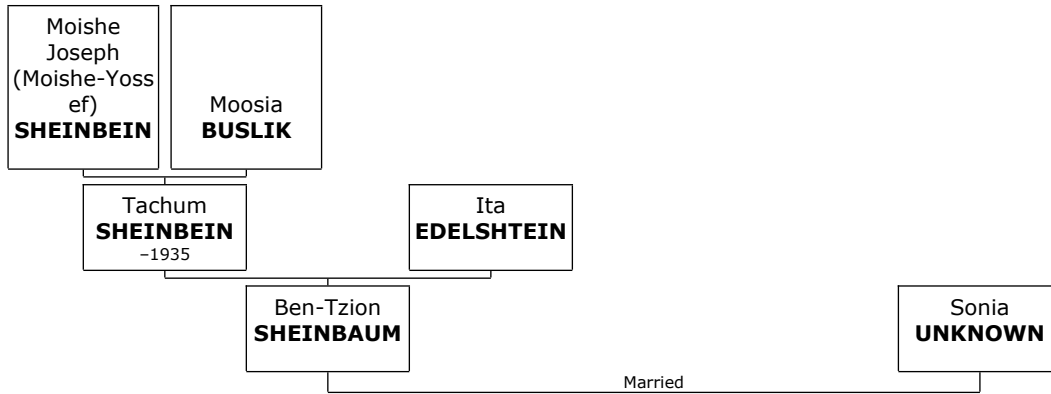 Moishe
Joseph
(Moishe-Yoss
ef)
SHEINBEIN
Moosia
BUSLIK
Tachum
SHEINBEIN
–1935
Ita
EDELSHTEIN
Ben-Tzion
SHEINBAUM
Sonia
UNKNOWN
Married